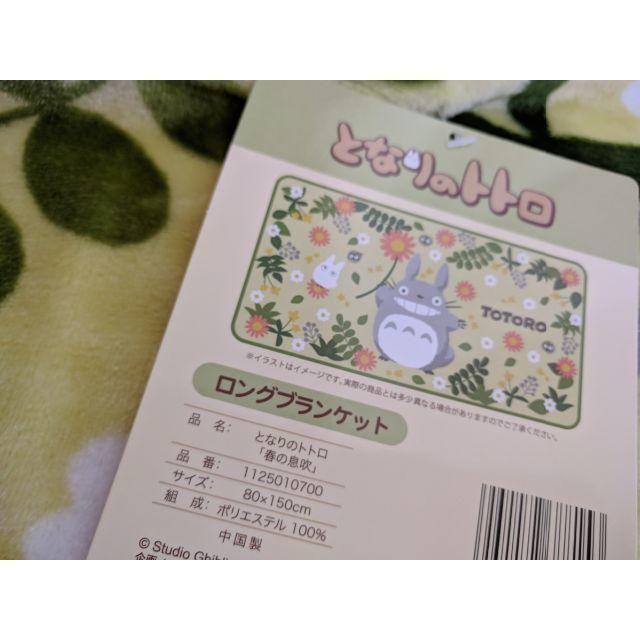 となりのトトロ
TOTORO
※イラストはイメージです。実際の商品とは多少異なる場合がありますのでご了承ください。
ロングブランケット
品 名: となりのトトロ
「春の息吹」
品 番: 1125010700
サイズ: 80×150cm
組 成: ポリエステル 100%
中国製
© Studio Ghibl
企画